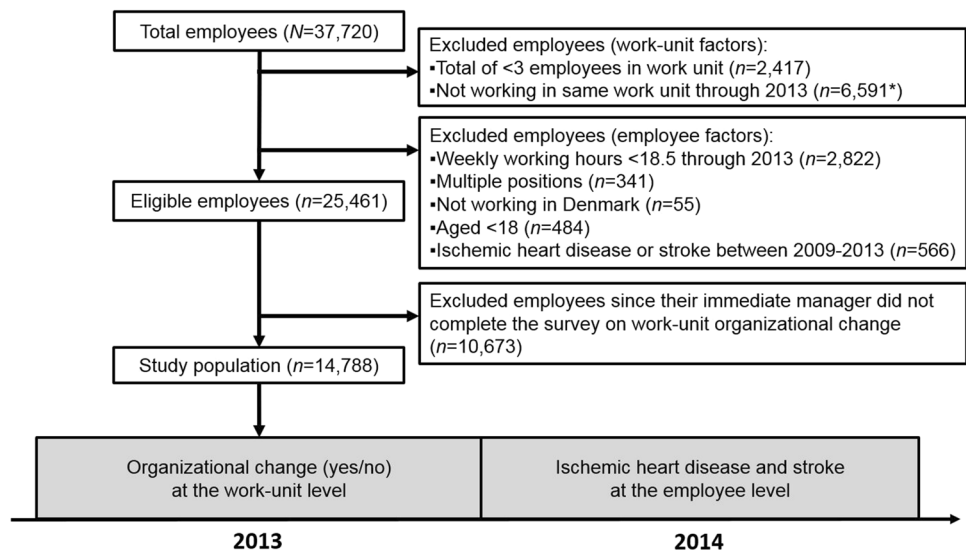 Total employees (N=37,720)
Excluded employees (work-unit factors):
▪Total of <3 employees in work unit (n=2,417)
▪Not working in same work unit through 2013 (n=6,591*)
Excluded employees (employee factors):
▪Weekly working hours <18.5 through 2013 (n=2,822)
▪Multiple positions (n=341)
▪Not working in Denmark (n=55)
▪Aged <18 (n=484)
▪Ischemic heart disease or stroke between 2009-2013 (n=566)
Eligible employees (n=25,461)
Excluded employees since their immediate manager did not
complete the survey on work-unit organizational change
(n=10,673)
Study population (n=14,788)
Organizational change (yes/no)
at the work-unit level
Ischemic heart disease and stroke
at the employee level
2013
2014